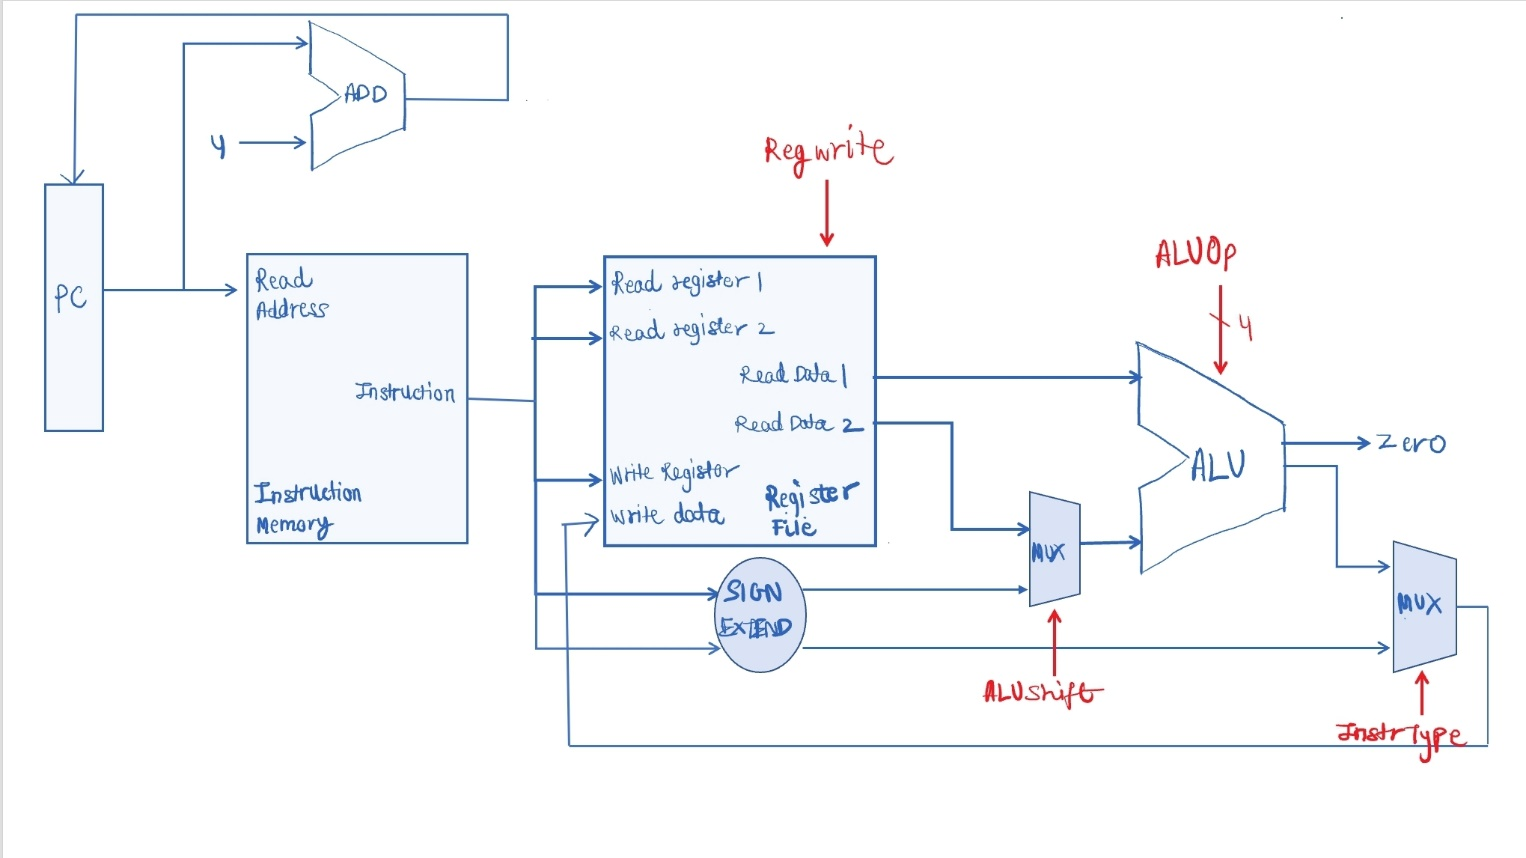 ADD
4
Regwrite
ALUOp
4
PC
Read
Address
Instruction
Instruction
Memory
Read register 1
Read register 2
Read Data 1
Read Data 2
Write Register
Write data
Register
File
SIGN
EXTEND
MUX
ALUshift
ALU
Zero
MUX
InstrType